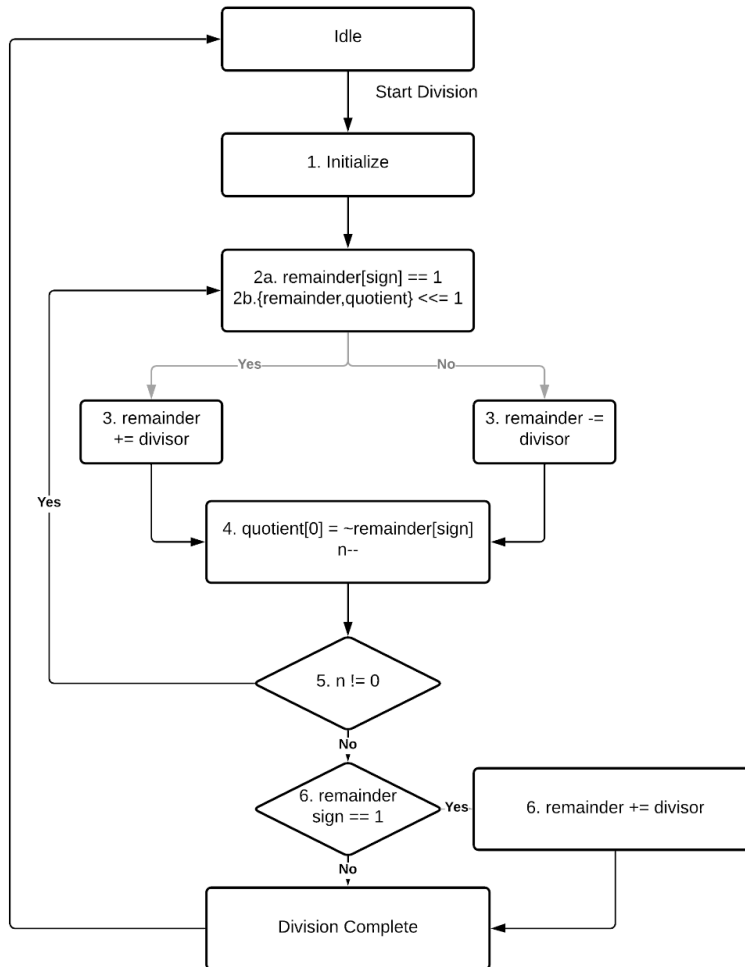 Idle
Start Division
1. Initialize
2a. remainder[sign] == 1
2b.{remainder,quotient} <<= 1
Yes
No
3. remainder
+= divisor
3. remainder -=
divisor
Yes
4. quotient[0] = ~remainder[sign]
n--
5. n != 0
No
6. remainder
sign == 1
Yes
6. remainder += divisor
No
Division Complete